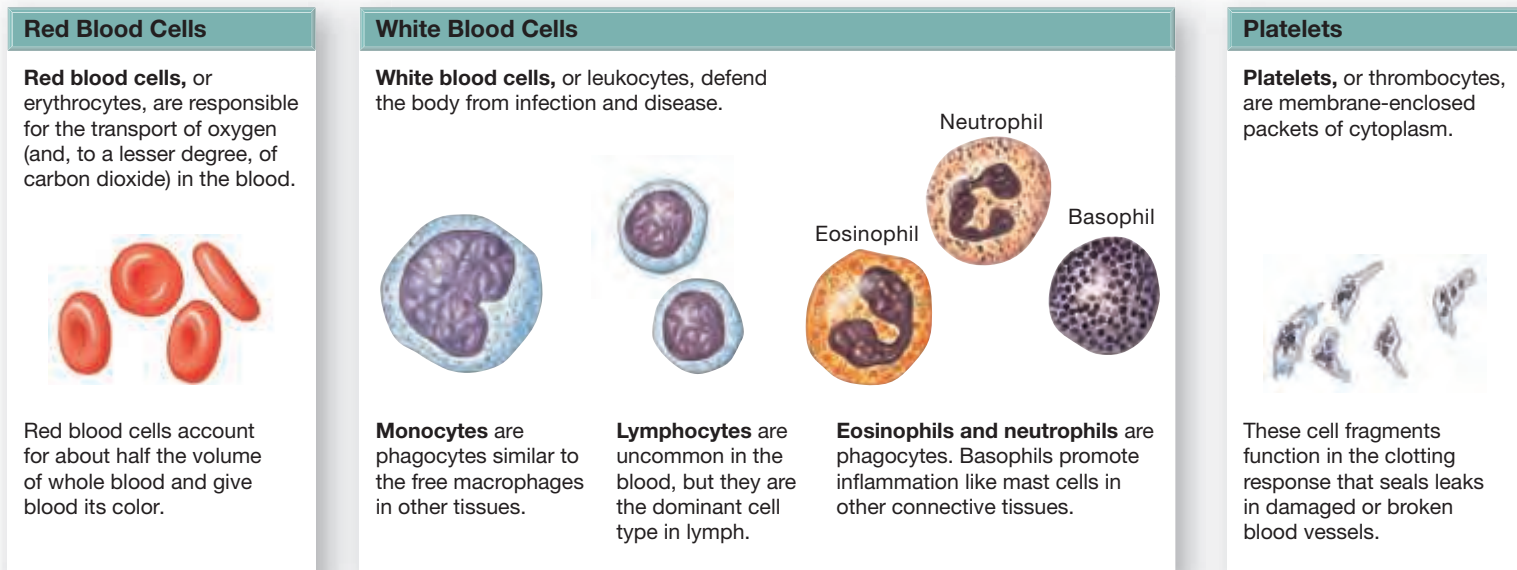 Red Blood Cells
Red blood cells, or
erythrocytes, are responsible
for the transport of oxygen
(and, to a lesser degree, of
carbon dioxide) in the blood.
Red blood cells account
for about half the volume
of whole blood and give
blood its color.
White Blood Cells
White blood cells, or leukocytes, defend
the body from infection and disease.
Neutrophil
Eosinophil
Basophil
Monocytes are
phagocytes similar to
the free macrophages
in other tissues.
Lymphocytes are
uncommon in the
blood, but they are
the dominant cell
type in lymph.
Eosinophils and neutrophils are
phagocytes. Basophils promote
inflammation like mast cells in
other connective tissues.
Platelets
Platelets, or thrombocytes,
are membrane-enclosed
packets of cytoplasm.
These cell fragments
function in the clotting
response that seals leaks
in damaged or broken
blood vessels.